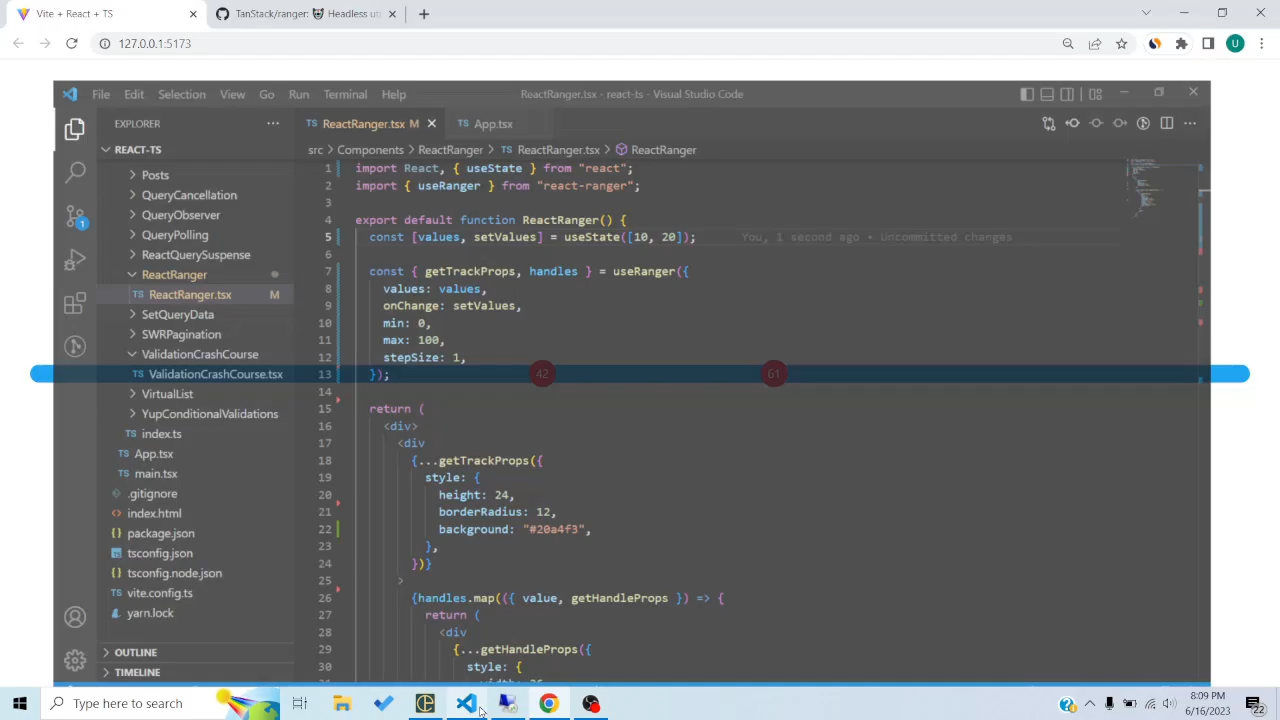 Vite + React + TS
TanStack/ranger: 🐯 Headless ut
127.0.0.1:5173
U
File Edit Selection View Go Run Terminal Help
ReactRanger.tsx - react-ts - Visual Studio Code
EXPLORER
REACT-TS
Posts
QueryCancellation
QueryObserver
QueryPolling
ReactQuerySuspense
ReactRanger
TS ReactRanger.tsx M
SetQueryData
SWRPagination
ValidationCrashCourse
TS ValidationCrashCourse.tsx
VirtualList
YupConditionalValidations
TS index.ts
TS App.tsx
TS main.tsx
.gitignore
<> index.html
{} package.json
tsconfig.json
{} tsconfig.node.json
vite.config.ts
yarn.lock
OUTLINE
TIMELINE
1
TS ReactRanger.tsx M
TS App.tsx
src > Components > ReactRanger > TS ReactRanger.tsx > ReactRanger
1 import React, { useState } from "react";
2 import { useRanger } from "react-ranger";
3
4 export default function ReactRanger() {
5 const [values, setValues] = useState([10, 20]); You, 1 second ago • Uncommitted changes
6
7 const { getTrackProps, handles } = useRanger({
8 values: values,
9 onChange: setValues,
10 min: 0,
11 max: 100,
12 stepSize: 1,
13 });
42 61
14
15 return (
16 <div>
17 <div
18 {...getTrackProps({
19 style: {
20 height: 24,
21 borderRadius: 12,
22 background: "#20a4f3",
23 },
24 })}
25 >
26 {handles.map(({ value, getHandleProps }) => {
27 return (
28 <div
29 {...getHandleProps({
30 style: {
Type here to search
8:09 PM
6/16/2023
22